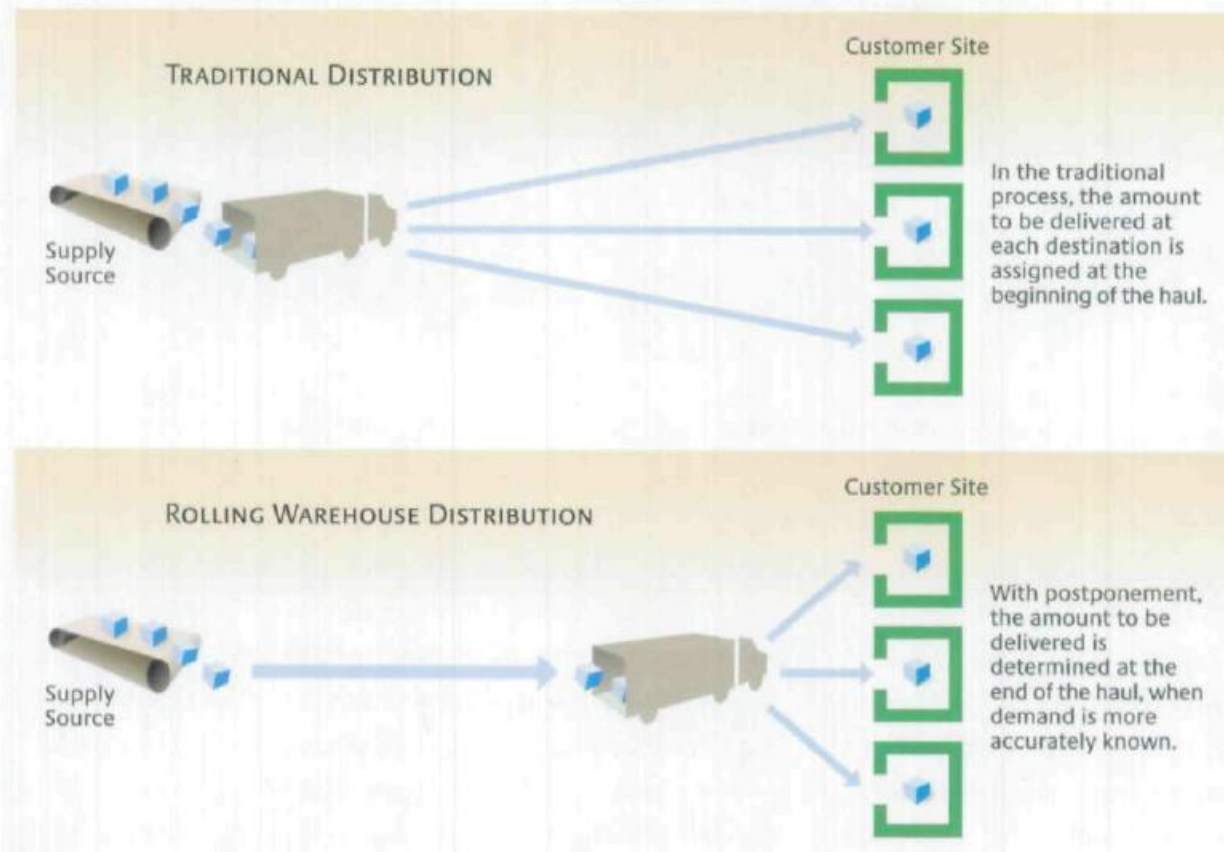 TRADITIONAL DISTRIBUTION
Supply
Source
Customer Site
In the traditional
process, the amount
to be delivered at
each destination is
assigned at the
beginning of the haul.
ROLLING WAREHOUSE DISTRIBUTION
Supply
Source
Customer Site
With postponement,
the amount to be
delivered is
determined at the
end of the haul, when
demand is more
accurately known.